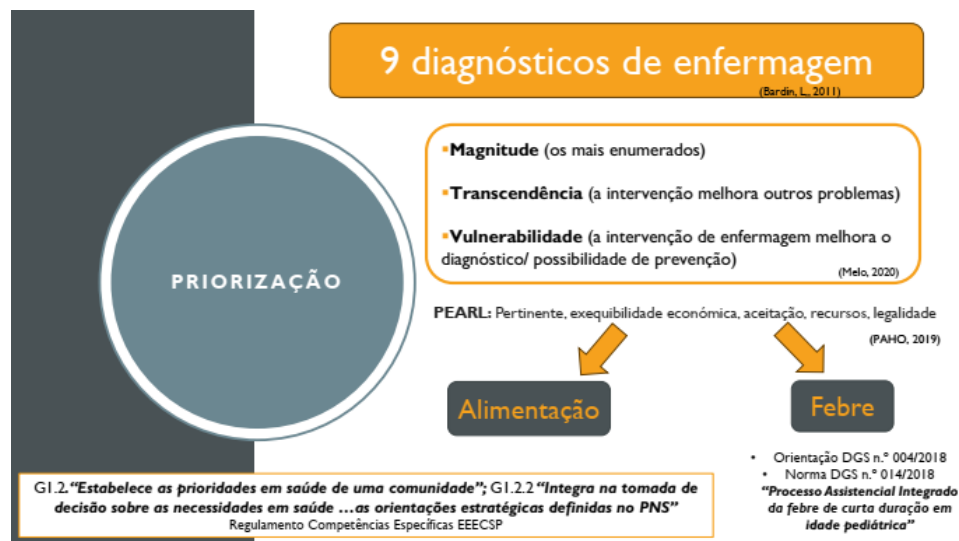 9 diagnósticos de enfermagem
(Bardin, L., 2011)
▪Magnitude (os mais enumerados)
▪Transcendência (a intervenção melhora outros problemas)
▪Vulnerabilidade (a intervenção de enfermagem melhora o
diagnóstico/ possibilidade de prevenção)
(Melo, 2020)
PRIORIZAÇÃO
PEARL: Pertinente, exequibilidade económica, aceitação, recursos, legalidade
(PAHO, 2019)
Alimentação
Febre
• Orientação DGS n.º 004/2018
• Norma DGS n.º 014/2018
“Processo Assistencial Integrado
da febre de curta duração em
idade pediátrica”
G1.2.“Estabelece as prioridades em saúde de uma comunidade”; G1.2.2 “Integra na tomada de
decisão sobre as necessidades em saúde …as orientações estratégicas definidas no PNS”
Regulamento Competências Específicas EEECSP